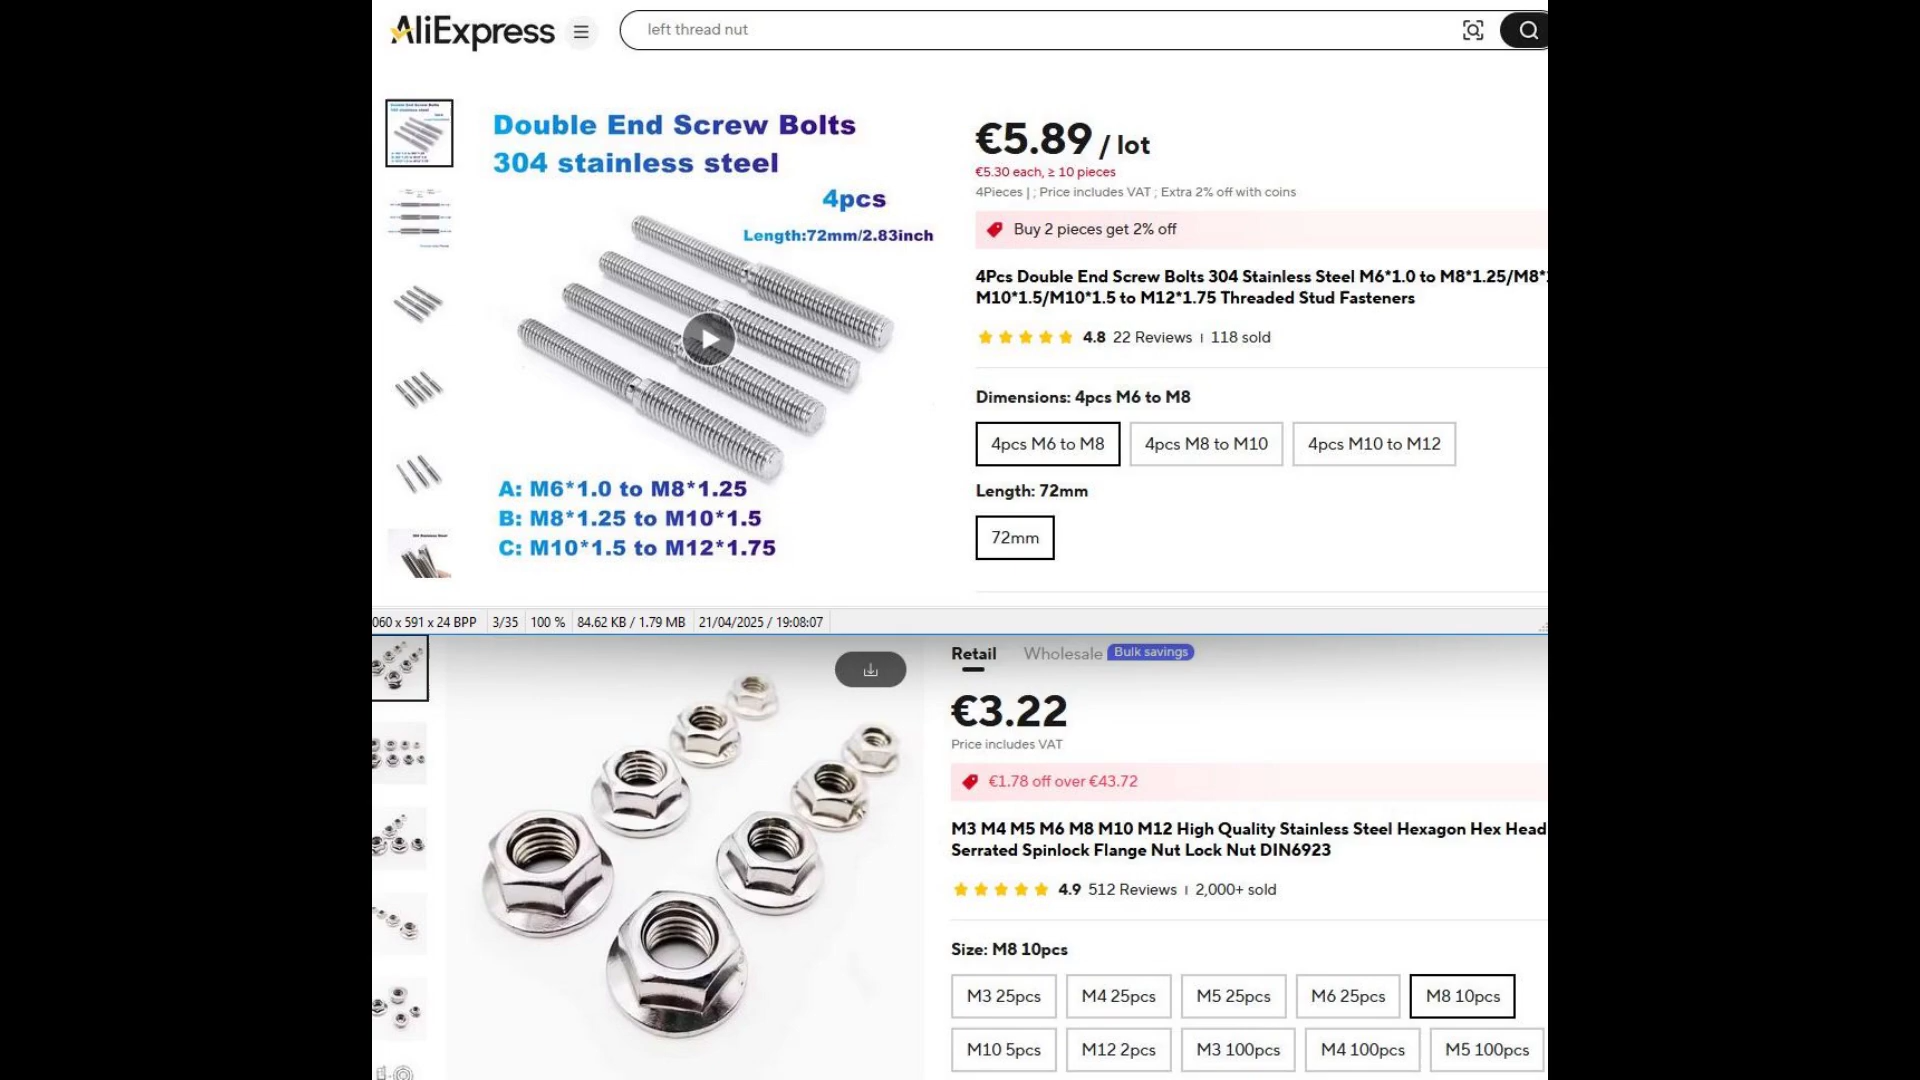 AliExpress
left thread nut
Double End Screw Bolts
304 stainless steel
4pcs
Length:72mm/2.83inch
A: M6*1.0 to M8*1.25
B: M8*1.25 to M10*1.5
C: M10*1.5 to M12*1.75
€5.89 / lot
€5.30 each, ≥ 10 pieces
4Pieces | ; Price includes VAT ; Extra 2% off with coins
Buy 2 pieces get 2% off
4Pcs Double End Screw Bolts 304 Stainless Steel M6*1.0 to M8*1.25/M8*
M10*1.5/M10*1.5 to M12*1.75 Threaded Stud Fasteners
4.8 22 Reviews | 118 sold
Dimensions: 4pcs M6 to M8
4pcs M6 to M8 4pcs M8 to M10 4pcs M10 to M12
Length: 72mm
72mm
060 x 591 x 24 BPP 3/35 100 % 84.62 KB / 1.79 MB 21/04/2025 / 19:08:07
Retail Wholesale Bulk savings
€3.22
Price includes VAT
€1.78 off over €43.72
M3 M4 M5 M6 M8 M10 M12 High Quality Stainless Steel Hexagon Hex Head
Serrated Spinlock Flange Nut Lock Nut DIN6923
4.9 512 Reviews | 2,000+ sold
Size: M8 10pcs
M3 25pcs M4 25pcs M5 25pcs M6 25pcs M8 10pcs
M10 5pcs M12 2pcs M3 100pcs M4 100pcs M5 100pcs